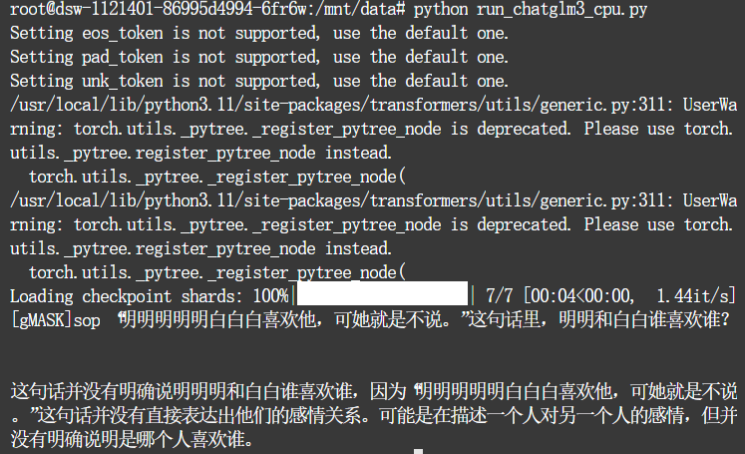 root@dsw-1121401-86995d4994-6fr6w:/mnt/data# python run_chatglm3_cpu.py
Setting eos_token is not supported, use the default one.
Setting pad_token is not supported, use the default one.
Setting unk_token is not supported, use the default one.
/usr/local/lib/python3.11/site-packages/transformers/utils/generic.py:311: UserWa
rning: torch.utils._pytree._register_pytree_node is deprecated. Please use torch.
utils._pytree.register_pytree_node instead.
  torch.utils._pytree._register_pytree_node(
/usr/local/lib/python3.11/site-packages/transformers/utils/generic.py:311: UserWa
rning: torch.utils._pytree._register_pytree_node is deprecated. Please use torch.
utils._pytree.register_pytree_node instead.
  torch.utils._pytree._register_pytree_node(
Loading checkpoint shards: 100%| | 7/7 [00:04<00:00,  1.44it/s]
[gMASK]sop “明明明明明白白白喜欢他，可她就是不说。”这句话里，明明和白白谁喜欢谁？
这句话并没有明确说明明明和白白谁喜欢谁，因为“明明明明明白白白喜欢他，可她就是不说
。”这句话并没有直接表达出他们的感情关系。可能是在描述一个人对另一个人的感情，但并
没有明确说明是哪个人喜欢谁。